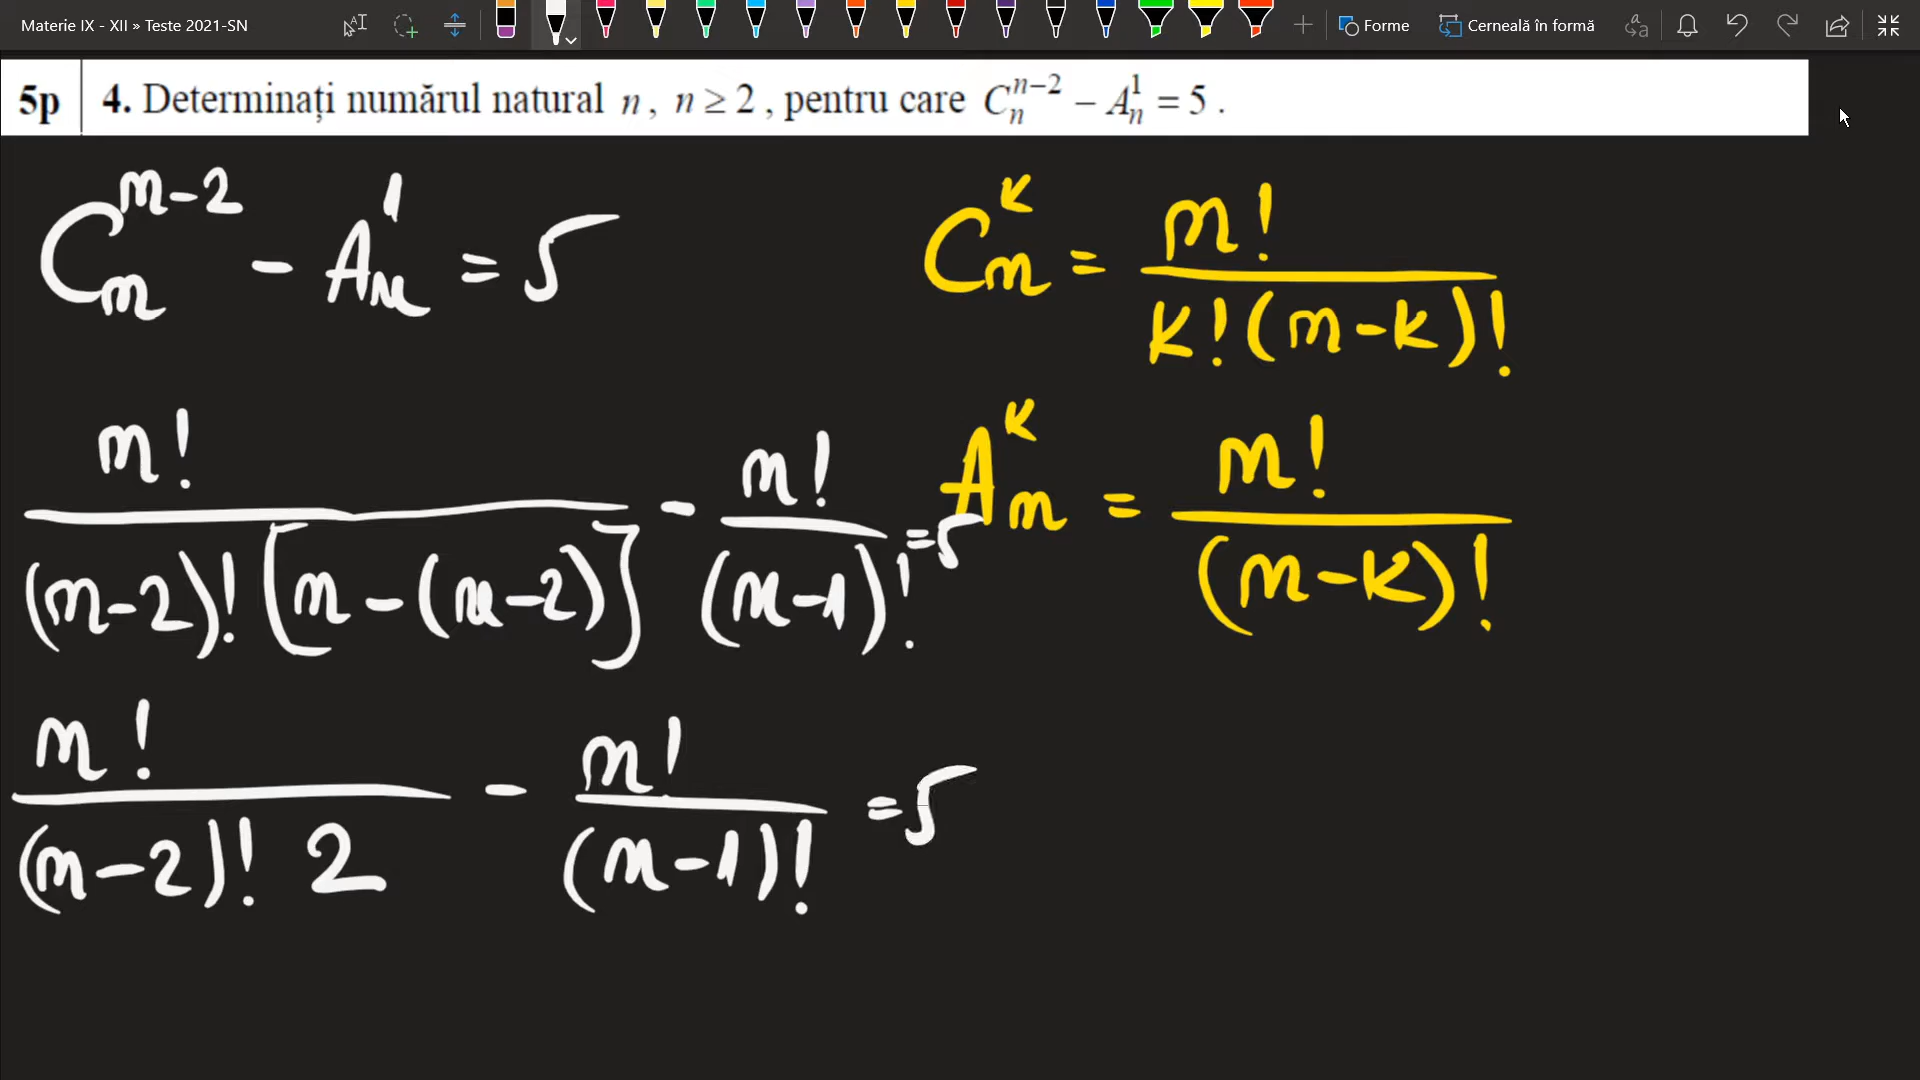 Materie IX - XII » Teste 2021-SN
Forme
Cerneală în formă
5p 4. Determinați numărul natural n, n ≥ 2, pentru care C_n^{n-2} − A_n^1 = 5.
C_n^{n-2} - A_n^1 = 5
C_n^k = n! / k!(n-k)!
n! / (n-2)! [n-(n-2)] - n! / (n-1)! = 5
A_n^k = n! / (n-k)!
n! / (n-2)! 2 - n! / (n-1)! = 5